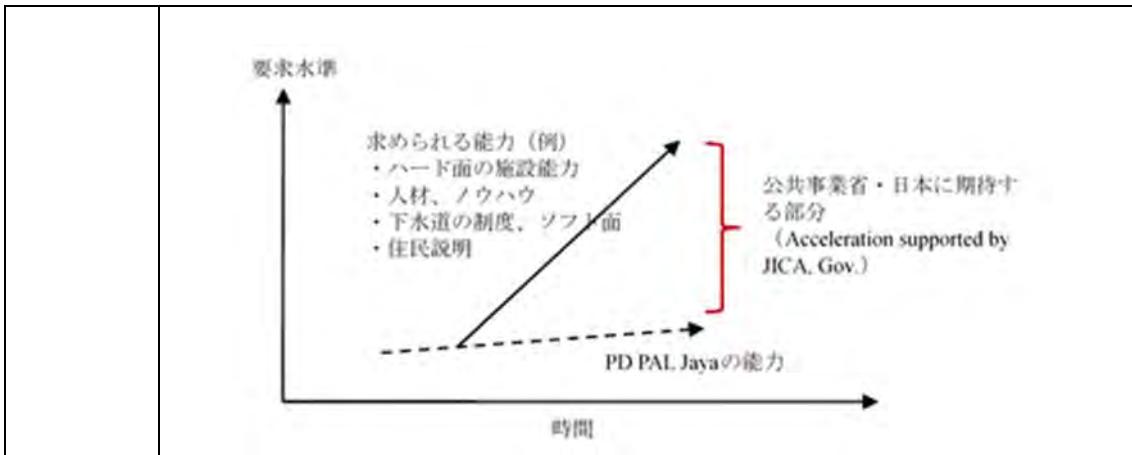 要求水準
求められる能力（例）
・ハード面の施設能力
・人材、ノウハウ
・下水道の制度、ソフト面
・住民説明
公共事業省・日本に期待す
る部分
（Acceleration supported by
JICA, Gov.）
PD PAL Jayaの能力
時間